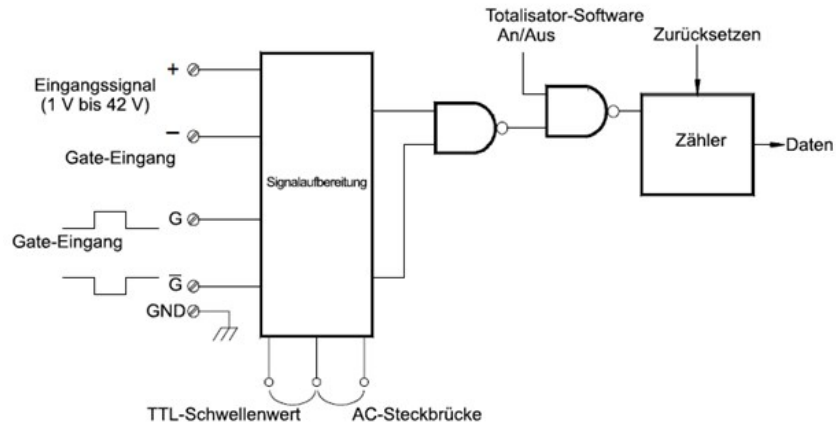 Totalisator-Software
An/Aus
Zurücksetzen
+
Eingangssignal
(1 V bis 42 V)
−
Gate-Eingang
Signalaufbereitung
Zähler
Daten
G
Gate-Eingang
G̅
GND
TTL-Schwellenwert
AC-Steckbrücke